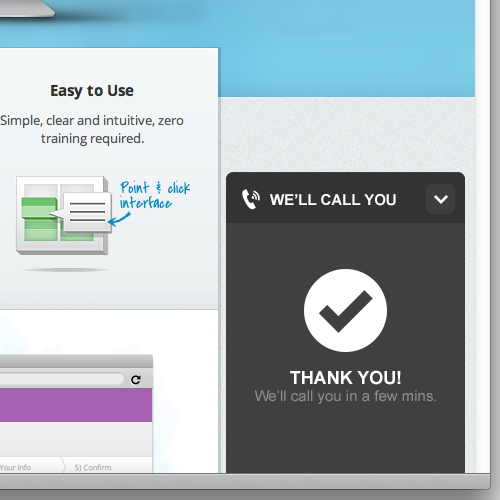 Easy to Use
Simple, clear and intuitive, zero
training required.
Point & click
interface
WE'LL CALL YOU
THANK YOU!
We'll call you in a few mins.
Your Info
5) Confirm